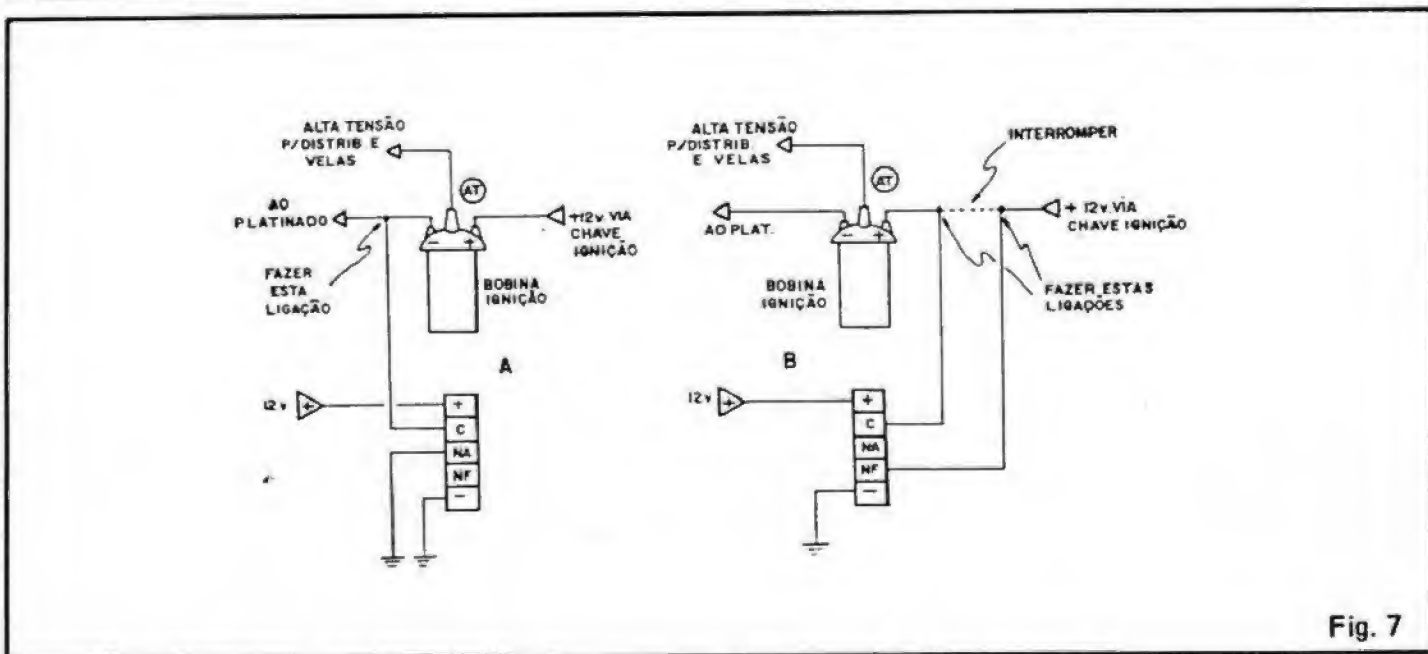 ALTA TENSÃO
P/DISTRIB. E
VELAS
AT
AO
PLATINADO
+12v. VIA
CHAVE IGNIÇÃO
FAZER
ESTA
LIGAÇÃO
BOBINA
IGNIÇÃO
A
12v
+
+
C
NA
NF
−
− +
ALTA TENSÃO
P/DISTRIB.
E VELAS
AT
INTERROMPER
AO PLAT.
+ 12v. VIA
CHAVE IGNIÇÃO
− +
BOBINA
IGNIÇÃO
FAZER ESTAS
LIGAÇÕES
B
12v
+
+
C
NA
NF
−
Fig. 7